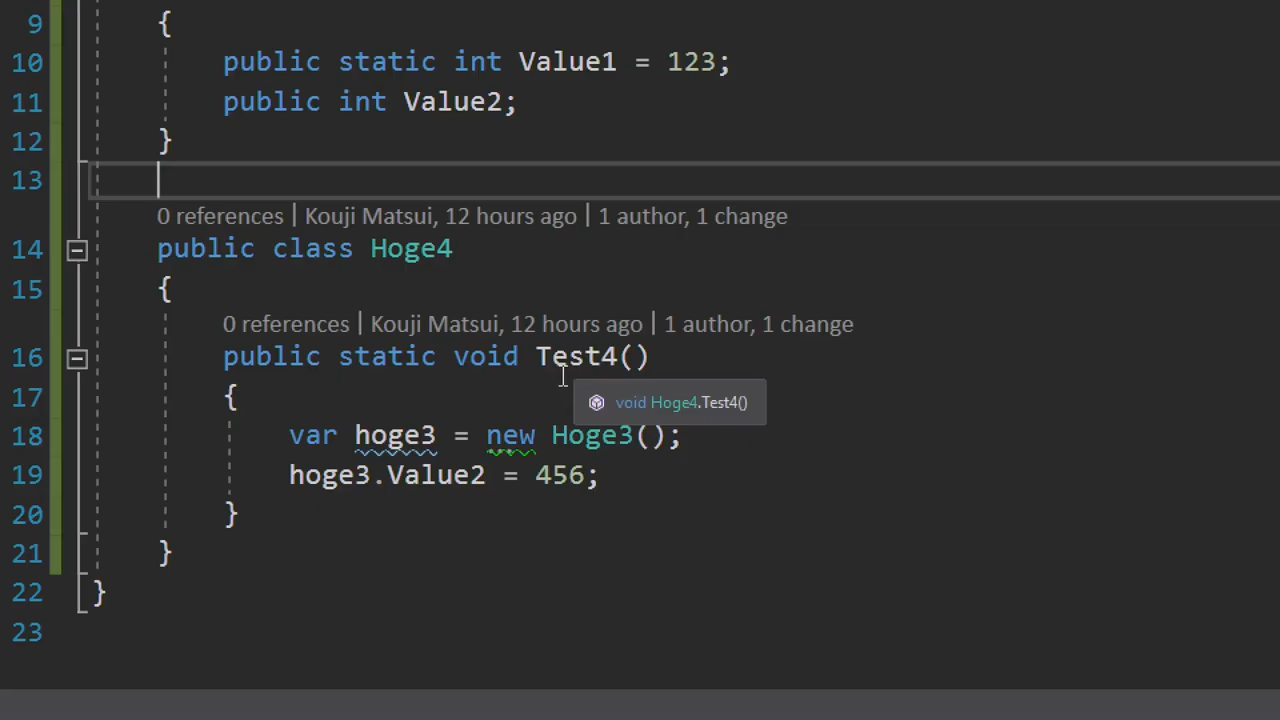 9 {
10 public static int Value1 = 123;
11 public int Value2;
12 }
13
0 references | Kouji Matsui, 12 hours ago | 1 author, 1 change
14 public class Hoge4
15 {
0 references | Kouji Matsui, 12 hours ago | 1 author, 1 change
16 public static void Test4()
17 {
void Hoge4.Test4()
18 var hoge3 = new Hoge3();
19 hoge3.Value2 = 456;
20 }
21 }
22 }
23